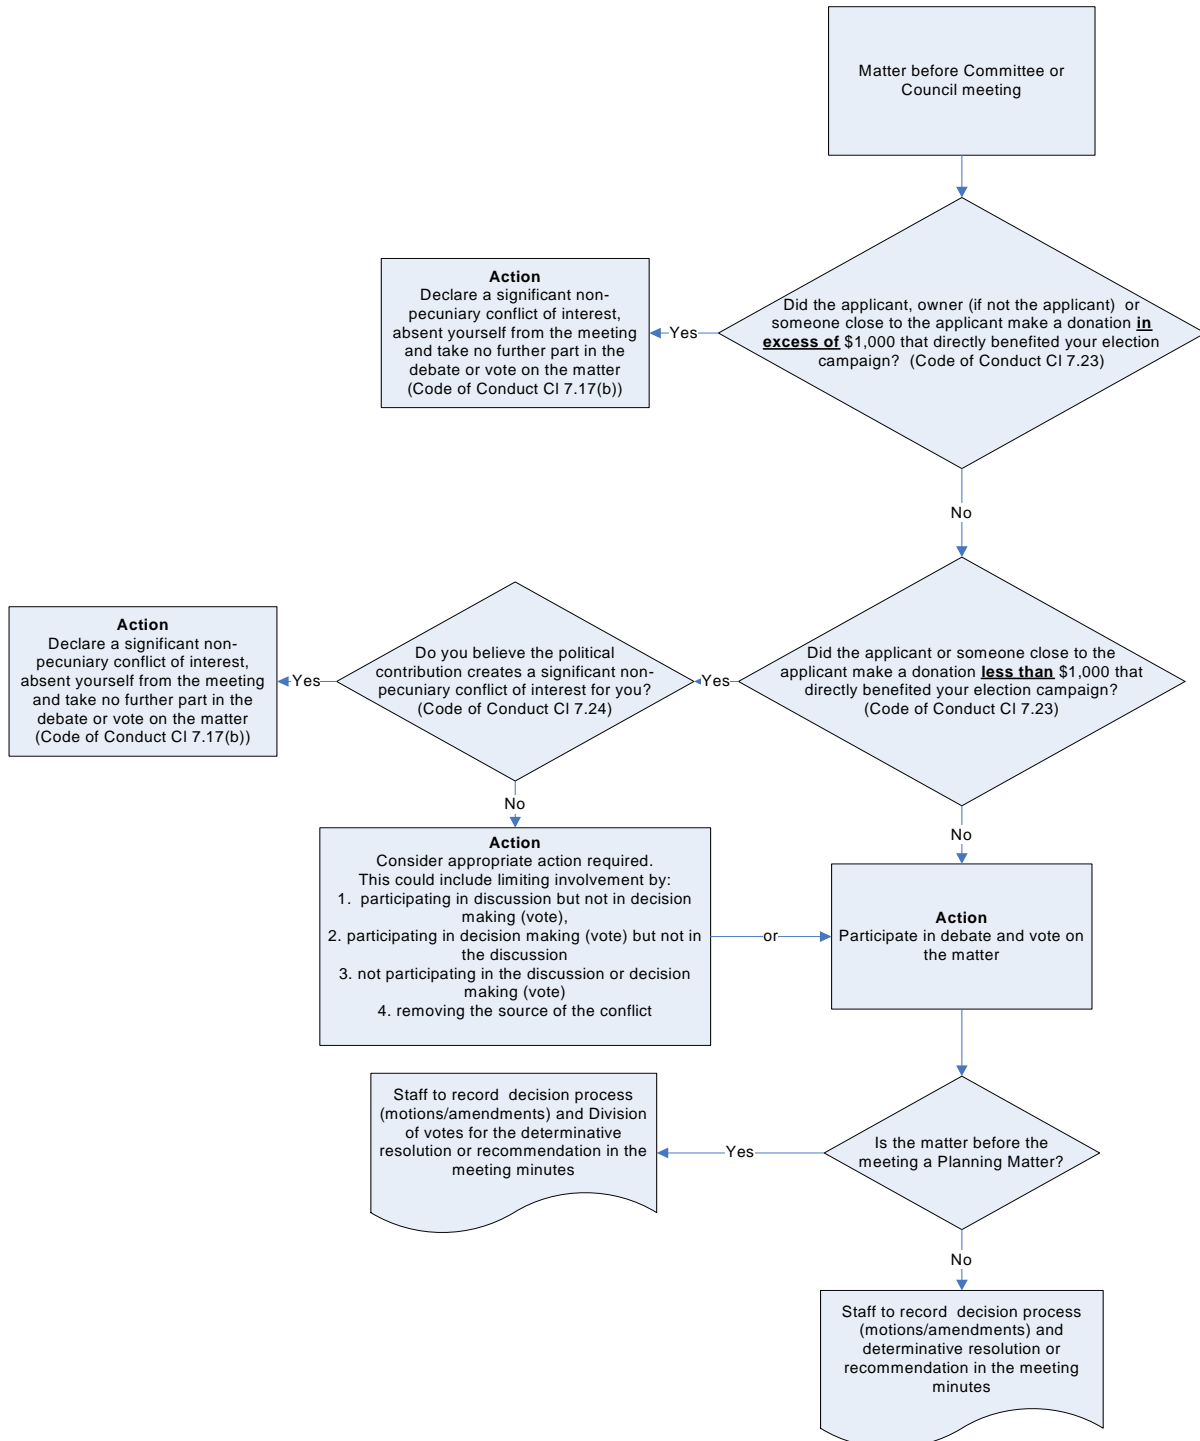 Matter before Committee or
Council meeting
Did the applicant, owner (if not the applicant)  or
someone close to the applicant make a donation in
excess of $1,000 that directly benefited your election
campaign?  (Code of Conduct Cl 7.23)
Yes
Action
Declare a significant non-
pecuniary conflict of interest,
absent yourself from the meeting
and take no further part in the
debate or vote on the matter
(Code of Conduct Cl 7.17(b))
No
Did the applicant or someone close to the
applicant make a donation less than $1,000 that
directly benefited your election campaign?
(Code of Conduct Cl 7.23)
Yes
Do you believe the political
contribution creates a significant non-
pecuniary conflict of interest for you?
(Code of Conduct Cl 7.24)
Yes
Action
Declare a significant non-
pecuniary conflict of interest,
absent yourself from the meeting
and take no further part in the
debate or vote on the matter
(Code of Conduct Cl 7.17(b))
No
Action
Consider appropriate action required.
This could include limiting involvement by:
1.  participating in discussion but not in decision
making (vote),
2. participating in decision making (vote) but not in
the discussion
3. not participating in the discussion or decision
making (vote)
4. removing the source of the conflict
or
No
Action
Participate in debate and vote on
the matter
Is the matter before the
meeting a Planning Matter?
Yes
Staff to record  decision process
(motions/amendments) and Division
of votes for the determinative
resolution or recommendation in the
meeting minutes
No
Staff to record  decision process
(motions/amendments) and
determinative resolution or
recommendation in the meeting
minutes